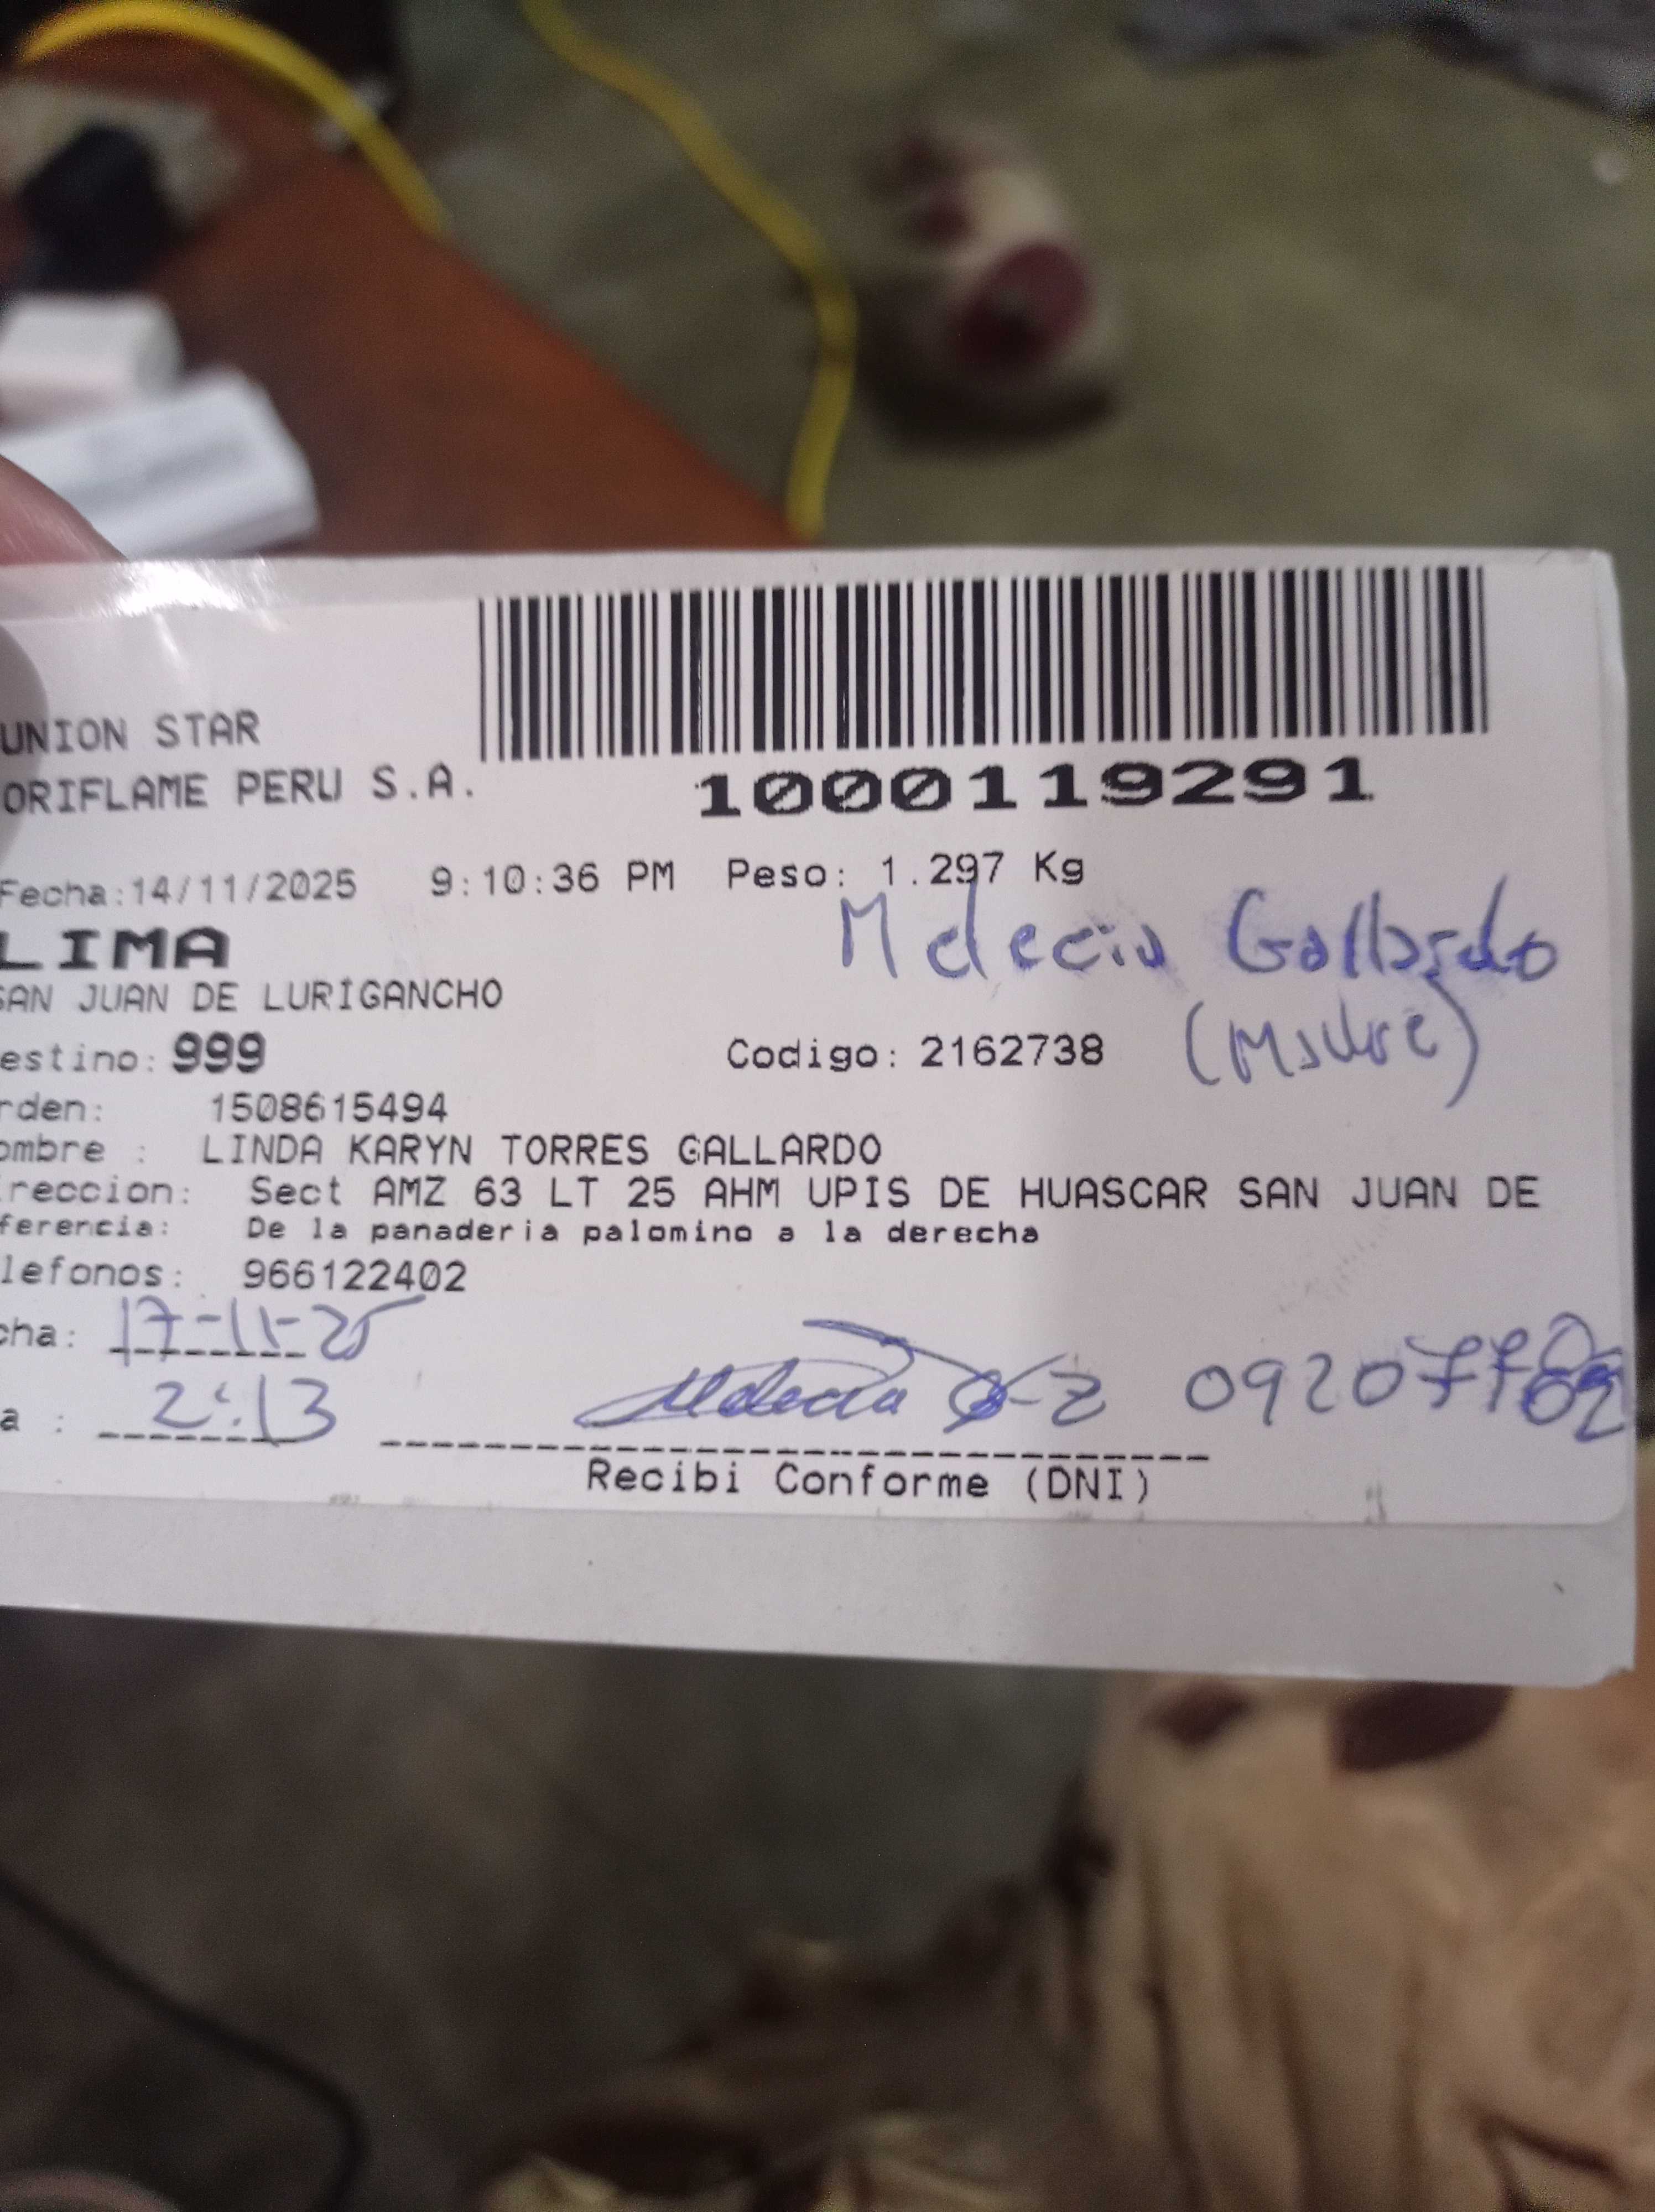 UNION STAR
ORIFLAME PERU S.A.
1000119291
Fecha:14/11/2025 9:10:36 PM Peso: 1.297 Kg
LIMA
Gallardo
SAN JUAN DE LURIGANCHO
(Madre)
estino: 999 Codigo: 2162738
rden: 1508615494
ombre : LINDA KARYN TORRES GALLARDO
reccion: Sect AMZ 63 LT 25 AHM UPIS DE HUASCAR SAN JUAN DE
ferencia: De la panaderia palomino a la derecha
lefonos: 966122402
cha: 17-11-25
a : 2:13
Recibi Conforme (DNI)